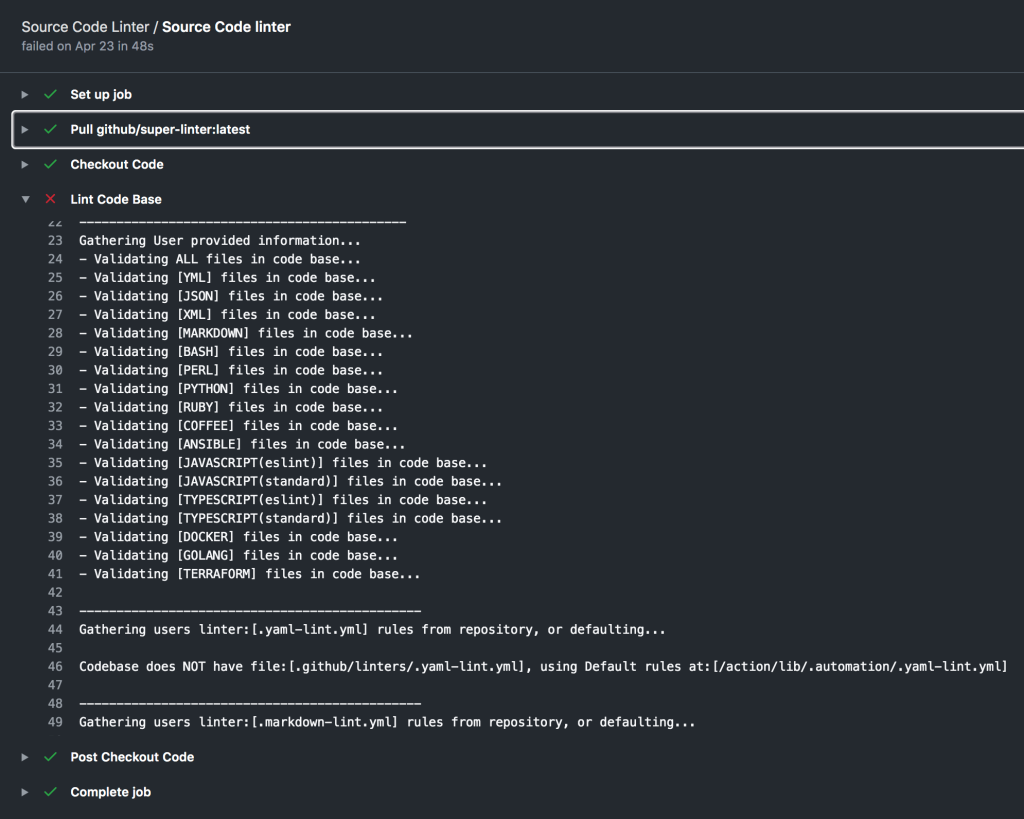 Source Code Linter / Source Code linter
failed on Apr 23 in 48s
Set up job
Pull github/super-linter:latest
Checkout Code
Lint Code Base
22 --------------------------------------------
23 Gathering User provided information...
24 - Validating ALL files in code base...
25 - Validating [YML] files in code base...
26 - Validating [JSON] files in code base...
27 - Validating [XML] files in code base...
28 - Validating [MARKDOWN] files in code base...
29 - Validating [BASH] files in code base...
30 - Validating [PERL] files in code base...
31 - Validating [PYTHON] files in code base...
32 - Validating [RUBY] files in code base...
33 - Validating [COFFEE] files in code base...
34 - Validating [ANSIBLE] files in code base...
35 - Validating [JAVASCRIPT(eslint)] files in code base...
36 - Validating [JAVASCRIPT(standard)] files in code base...
37 - Validating [TYPESCRIPT(eslint)] files in code base...
38 - Validating [TYPESCRIPT(standard)] files in code base...
39 - Validating [DOCKER] files in code base...
40 - Validating [GOLANG] files in code base...
41 - Validating [TERRAFORM] files in code base...
42
43 ----------------------------------------------
44 Gathering users linter:[.yaml-lint.yml] rules from repository, or defaulting...
45
46 Codebase does NOT have file:[.github/linters/.yaml-lint.yml], using Default rules at:[/action/lib/.automation/.yaml-lint.yml]
47
48 ----------------------------------------------
49 Gathering users linter:[.markdown-lint.yml] rules from repository, or defaulting...
Post Checkout Code
Complete job